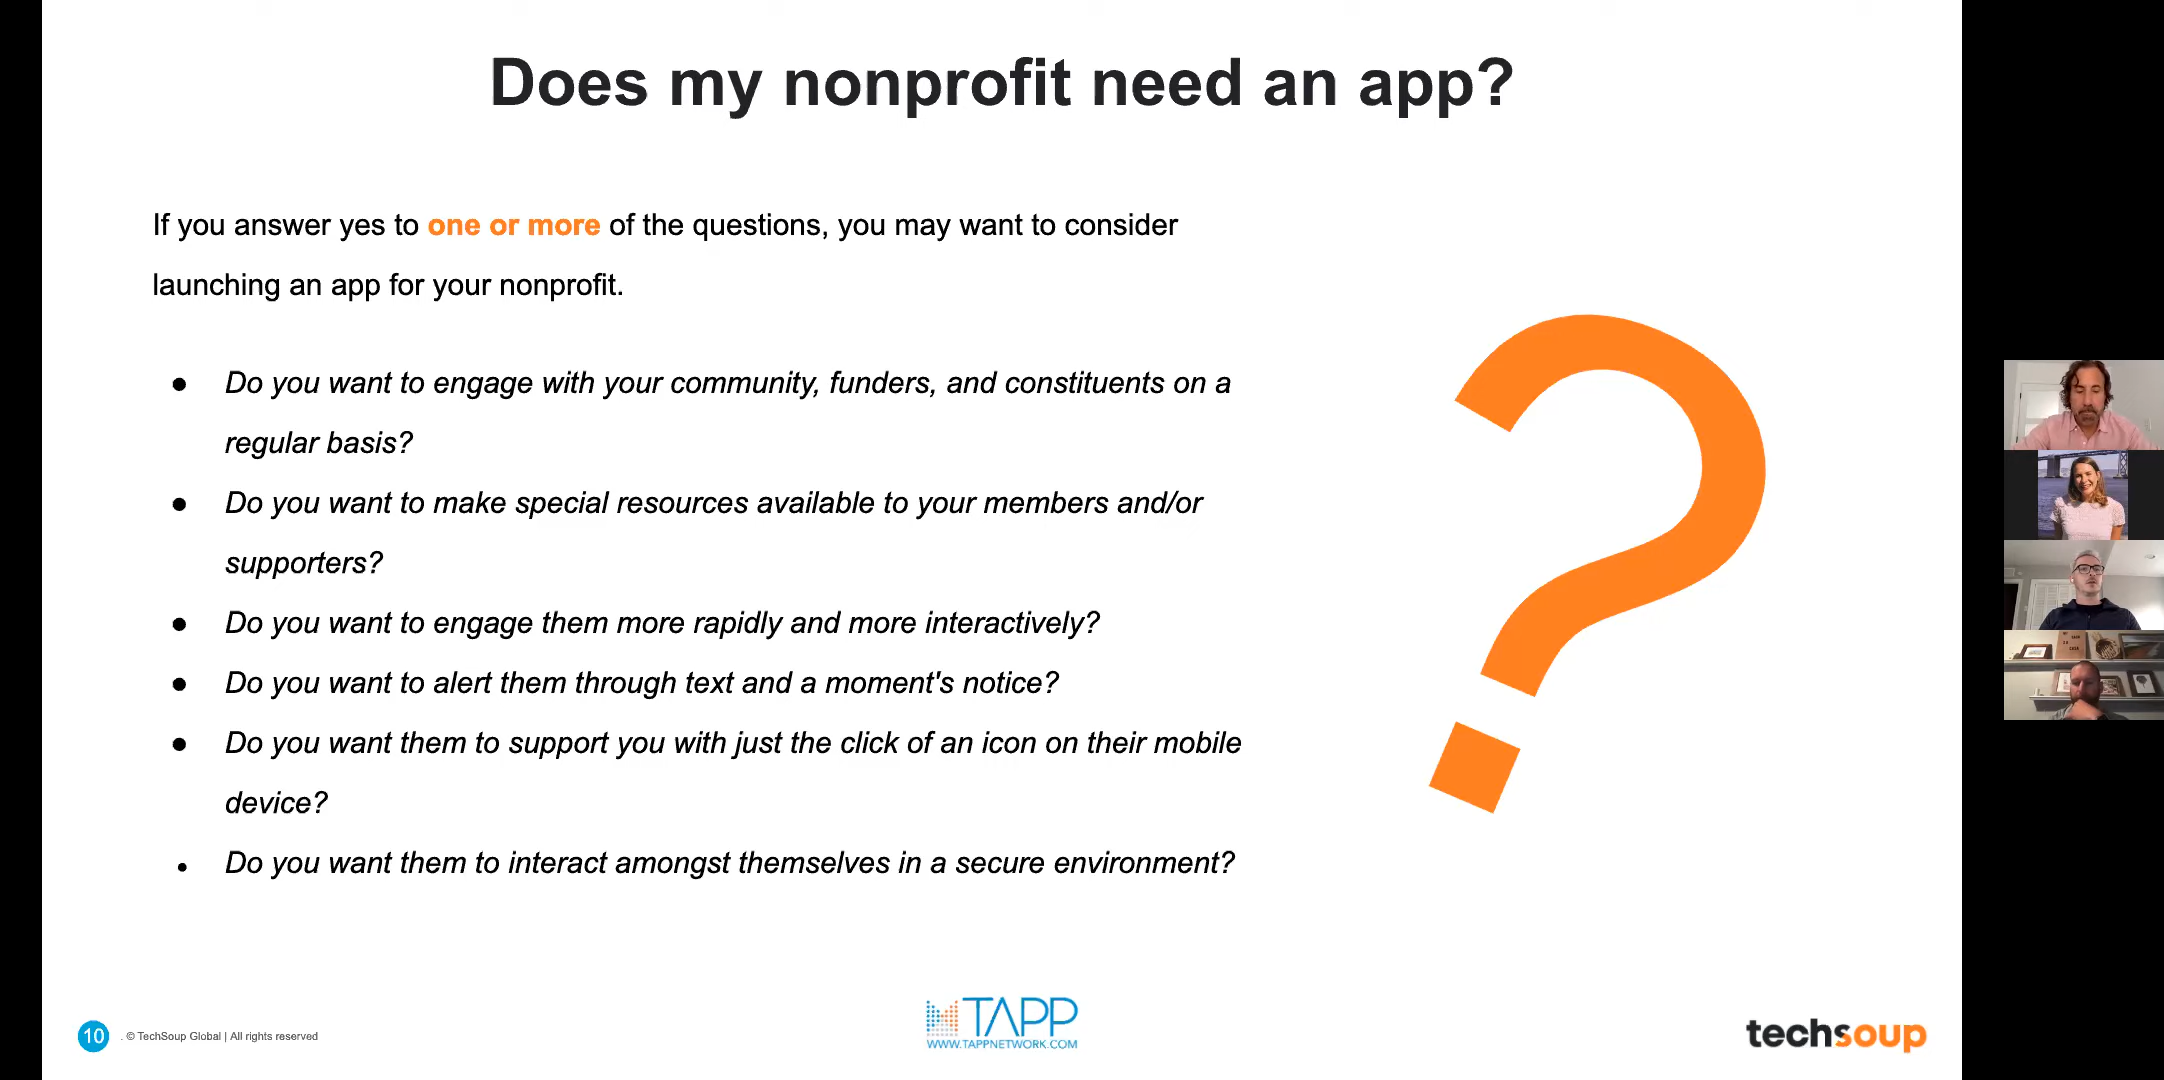 Does my nonprofit need an app?
If you answer yes to one or more of the questions, you may want to consider
launching an app for your nonprofit.
● Do you want to engage with your community, funders, and constituents on a
regular basis?
● Do you want to make special resources available to your members and/or
supporters?
● Do you want to engage them more rapidly and more interactively?
● Do you want to alert them through text and a moment's notice?
● Do you want them to support you with just the click of an icon on their mobile
device?
● Do you want them to interact amongst themselves in a secure environment?
?
10 . © TechSoup Global | All rights reserved
TAPP
WWW.TAPPNETWORK.COM
techsoup